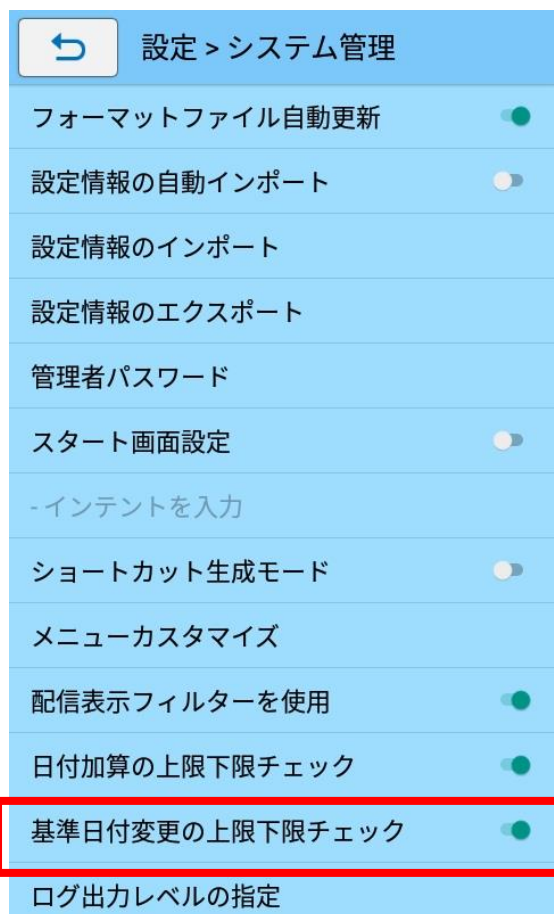 設定 > システム管理
フォーマットファイル自動更新
設定情報の自動インポート
設定情報のインポート
設定情報のエクスポート
管理者パスワード
スタート画面設定
- インテントを入力
ショートカット生成モード
メニューカスタマイズ
配信表示フィルターを使用
日付加算の上限下限チェック
基準日付変更の上限下限チェック
ログ出力レベルの指定